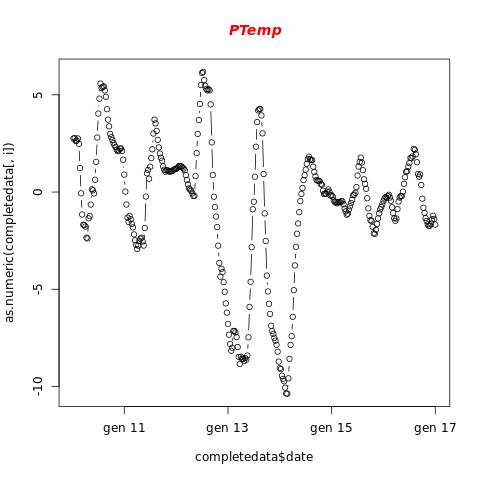 PTemp
as.numeric(completedata[, i])
5
0
-5
-10
gen 11
gen 13
gen 15
gen 17
completedata$date